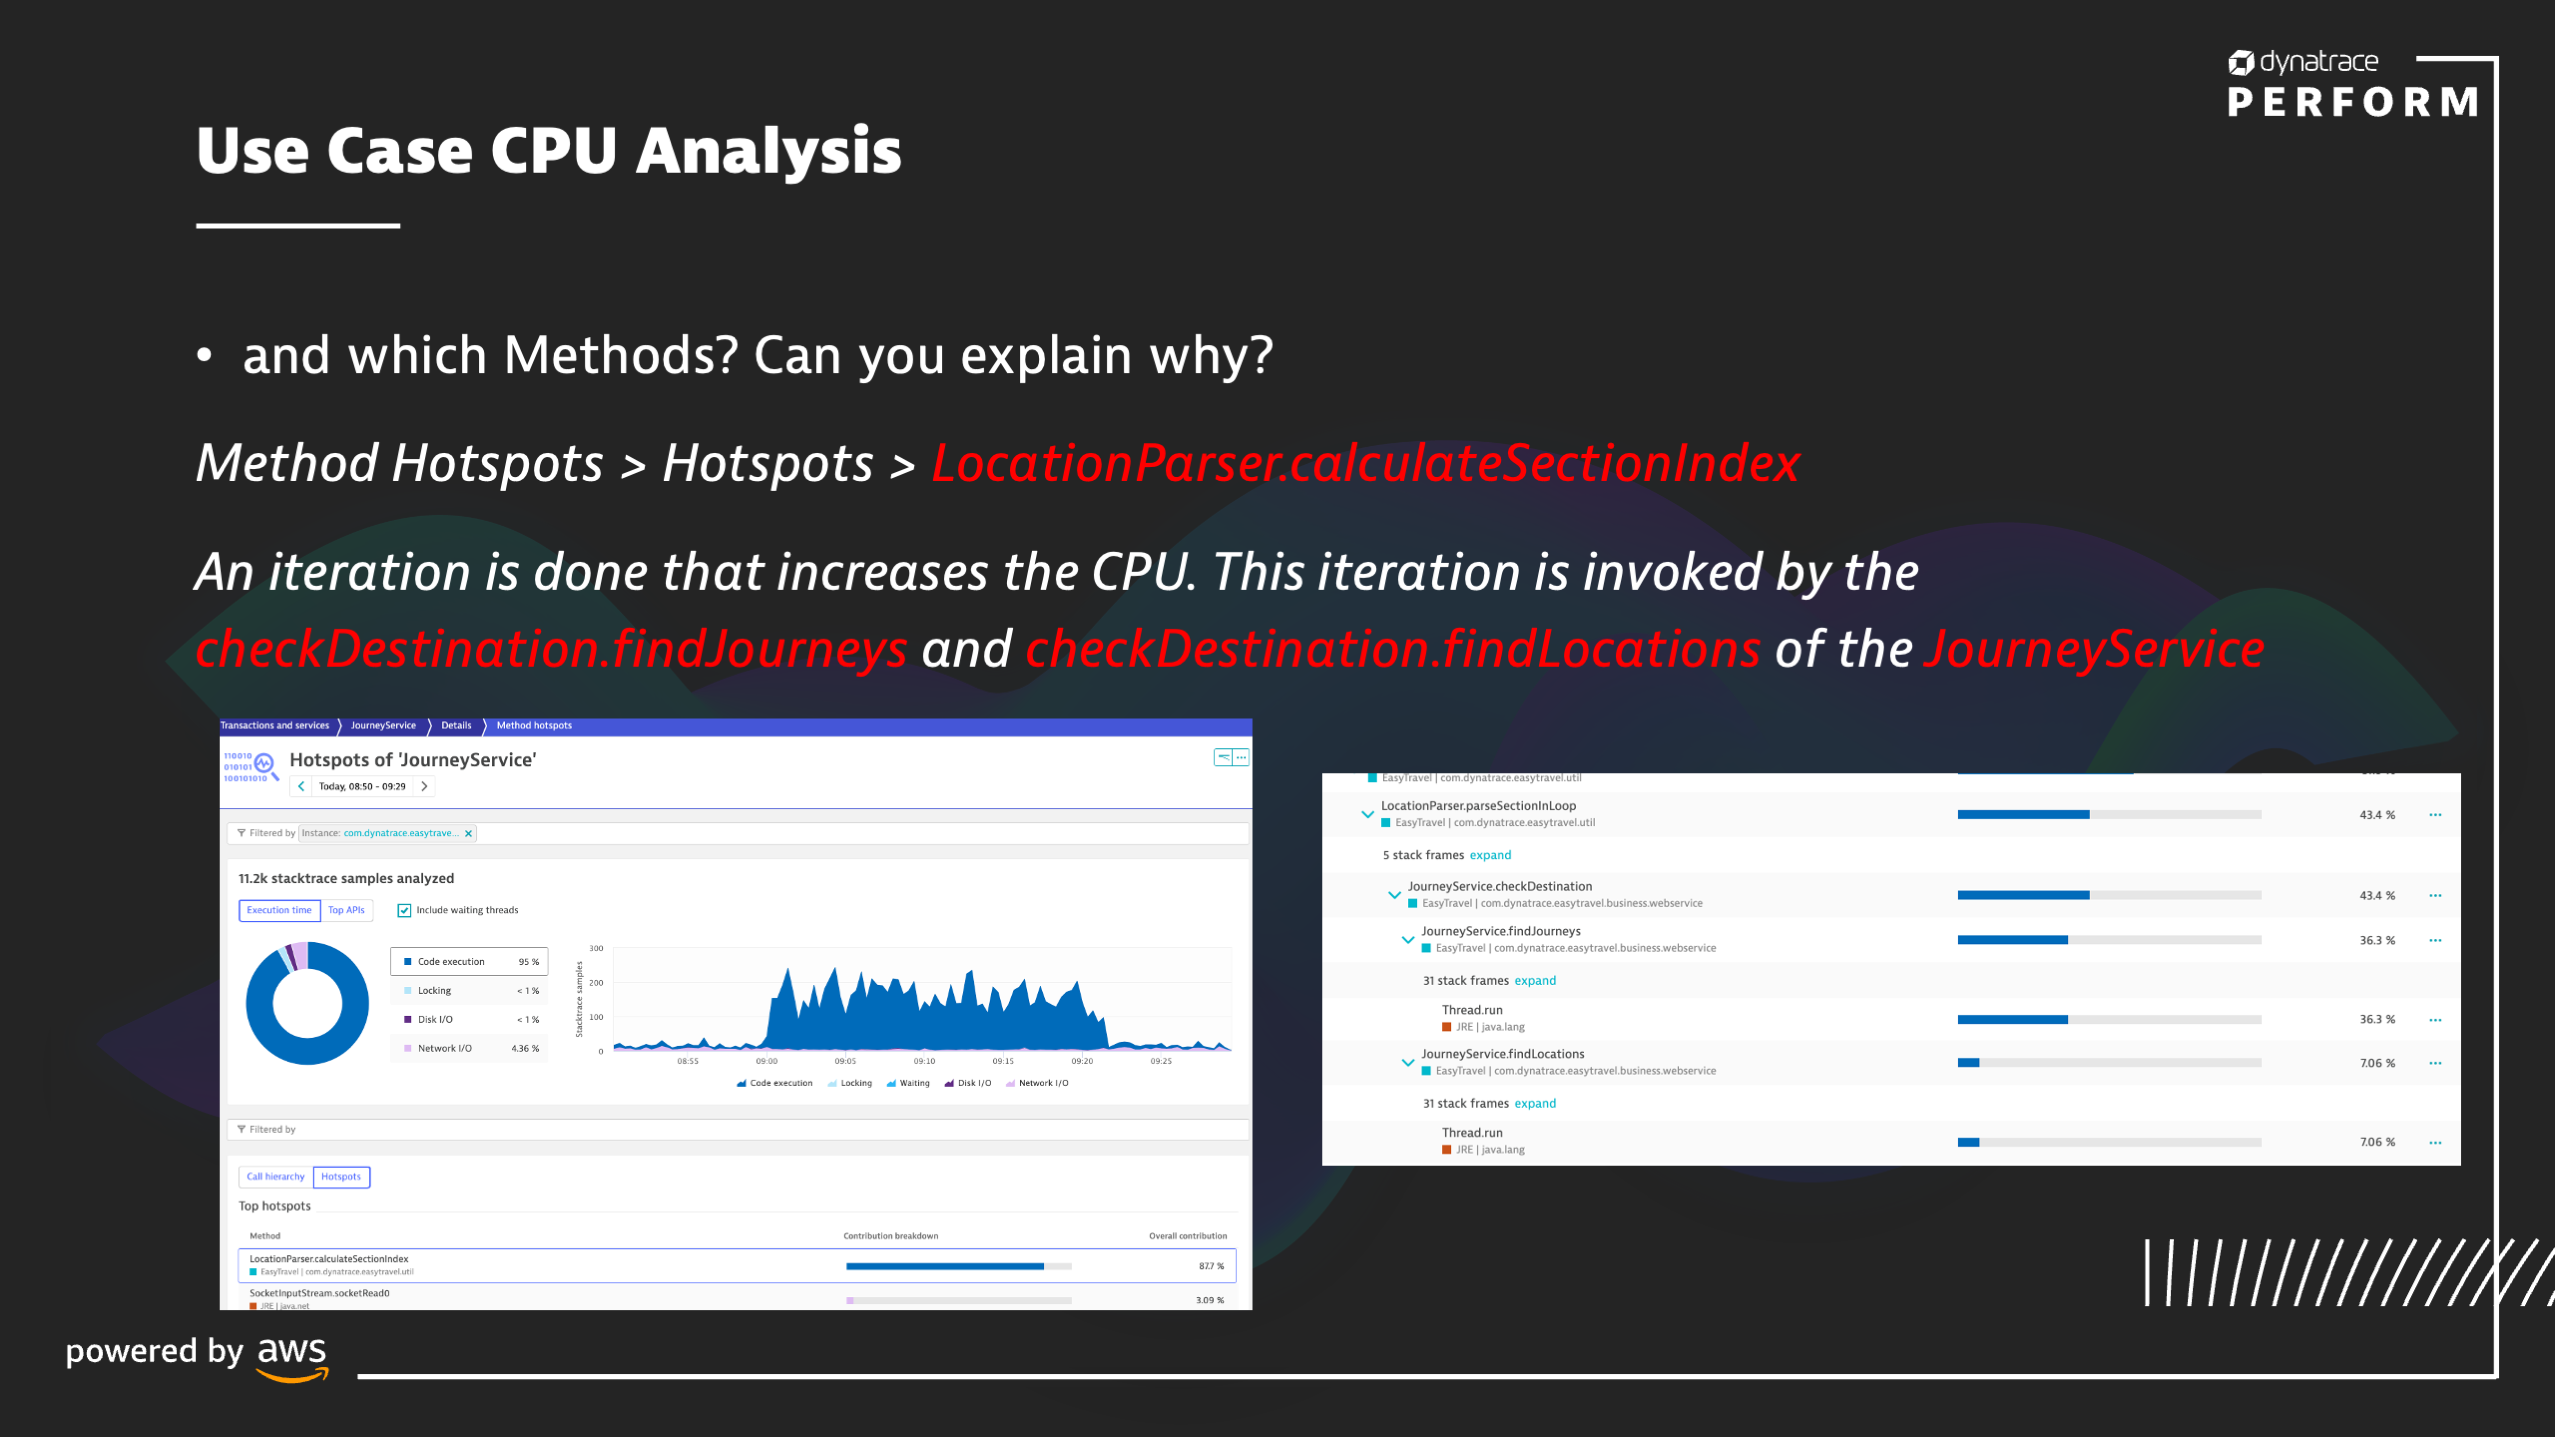 dynatrace
PERFORM
Use Case CPU Analysis
• and which Methods? Can you explain why?
Method Hotspots > Hotspots > LocationParser.calculateSectionIndex
An iteration is done that increases the CPU. This iteration is invoked by the
checkDestination.findJourneys and checkDestination.findLocations of the JourneyService
Transactions and services JourneyService Details Method hotspots
110010
010101
100101010
Hotspots of 'JourneyService'
Today, 08:50 - 09:29
Filtered by Instance: com.dynatrace.easytrave...
11.2k stacktrace samples analyzed
Execution time Top APIs Include waiting threads
Code execution 95 %
Locking < 1 %
Disk I/O < 1 %
Network I/O 4.36 %
Stacktrace samples
300
200
100
0
08:55 09:00 09:05 09:10 09:15 09:20 09:25
Code execution Locking Waiting Disk I/O Network I/O
Filtered by
Call hierarchy Hotspots
Top hotspots
Method Contribution breakdown Overall contribution
LocationParser.calculateSectionIndex
EasyTravel | com.dynatrace.easytravel.util
87.7 %
SocketInputStream.socketRead0
JRE | java.net
3.09 %
EasyTravel | com.dynatrace.easytravel.util
LocationParser.parseSectionInLoop
EasyTravel | com.dynatrace.easytravel.util
43.4 %
5 stack frames expand
JourneyService.checkDestination
EasyTravel | com.dynatrace.easytravel.business.webservice
43.4 %
JourneyService.findJourneys
EasyTravel | com.dynatrace.easytravel.business.webservice
36.3 %
31 stack frames expand
Thread.run
JRE | java.lang
36.3 %
JourneyService.findLocations
EasyTravel | com.dynatrace.easytravel.business.webservice
7.06 %
31 stack frames expand
Thread.run
JRE | java.lang
7.06 %
powered by aws